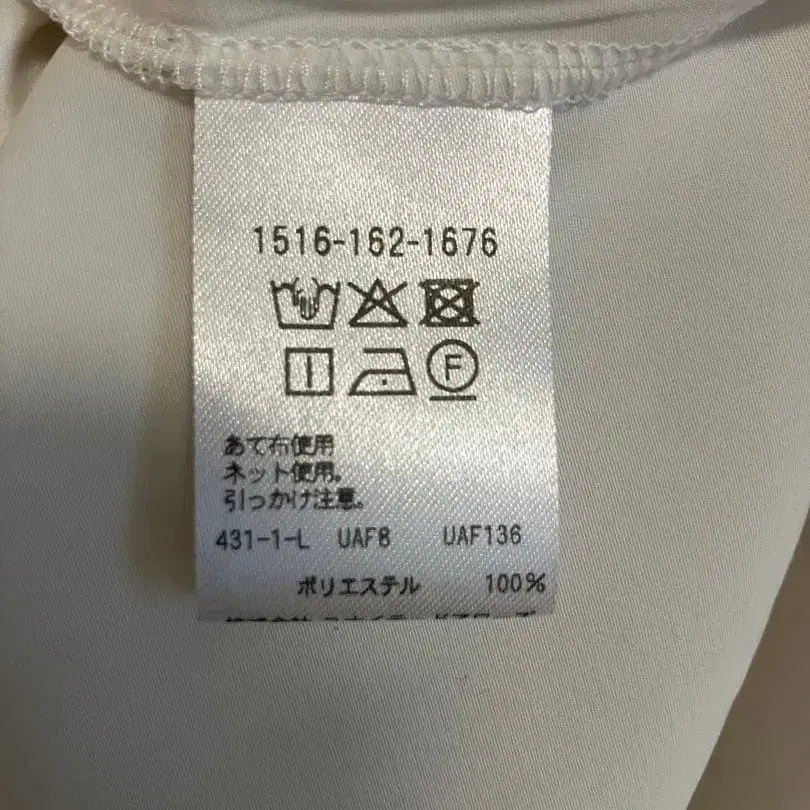 1516-162-1676
F
あて布使用
ネット使用。
引っかけ注意。
431-1-L UAF8 UAF136
ポリエステル 100%